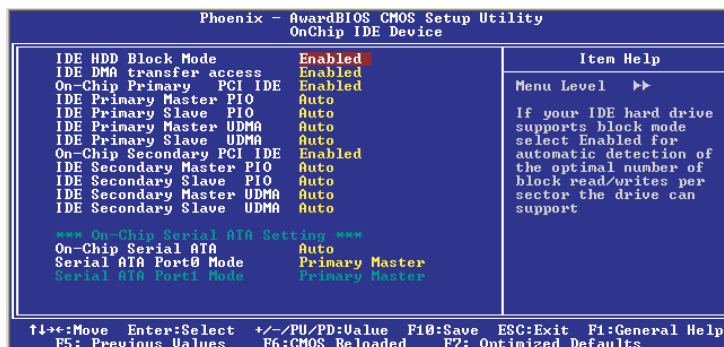 Phoenix - AwardBIOS CMOS Setup Utility
OnChip IDE Device
IDE HDD Block Mode Enabled
IDE DMA transfer access Enabled
On-Chip Primary PCI IDE Enabled
IDE Primary Master PIO Auto
IDE Primary Slave PIO Auto
IDE Primary Master UDMA Auto
IDE Primary Slave UDMA Auto
On-Chip Secondary PCI IDE Enabled
IDE Secondary Master PIO Auto
IDE Secondary Slave PIO Auto
IDE Secondary Master UDMA Auto
IDE Secondary Slave UDMA Auto
*** On-Chip Serial ATA Setting ***
On-Chip Serial ATA Auto
Serial ATA Port0 Mode Primary Master
Serial ATA Port1 Mode Primary Master
Item Help
Menu Level ▸▸
If your IDE hard drive
supports block mode
select Enabled for
automatic detection of
the optimal number of
block read/writes per
sector the drive can
support
↑↓→←:Move Enter:Select +/-/PU/PD:Value F10:Save ESC:Exit F1:General Help
F5: Previous Values F6:CMOS Reloaded F7: Optimized Defaults